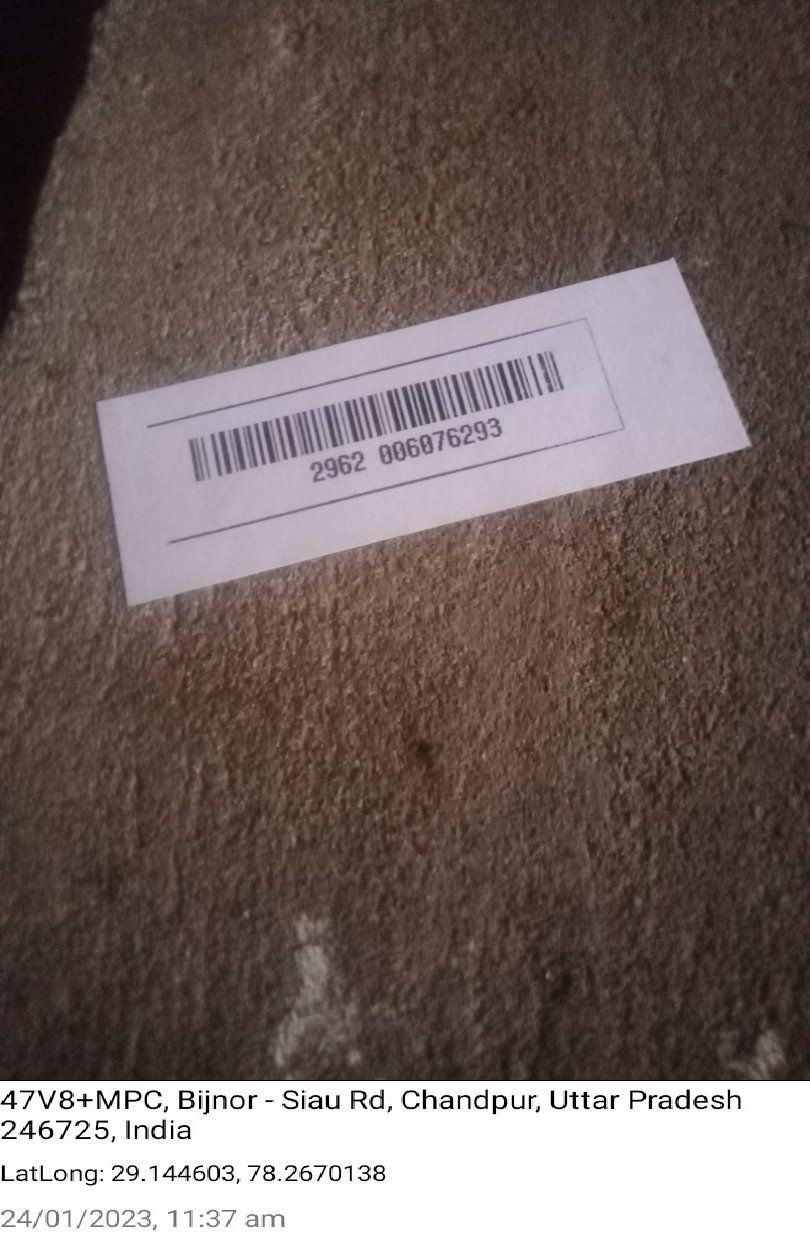 2962 006076293
47V8+MPC, Bijnor - Siau Rd, Chandpur, Uttar Pradesh
246725, India
LatLong: 29.144603, 78.2670138
24/01/2023, 11:37 am